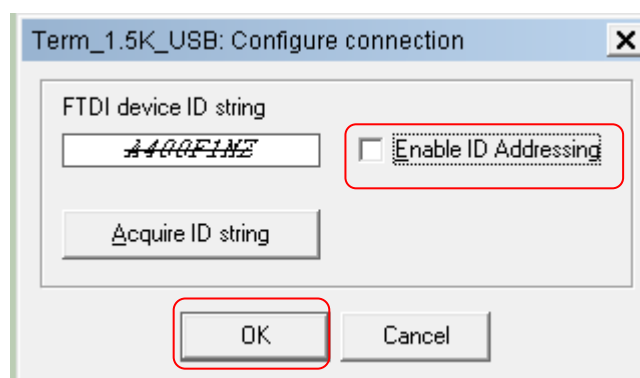 Term_1.5K_USB: Configure connection
FTDI device ID string
A400F1NE
Enable ID Addressing
Acquire ID string
OK
Cancel